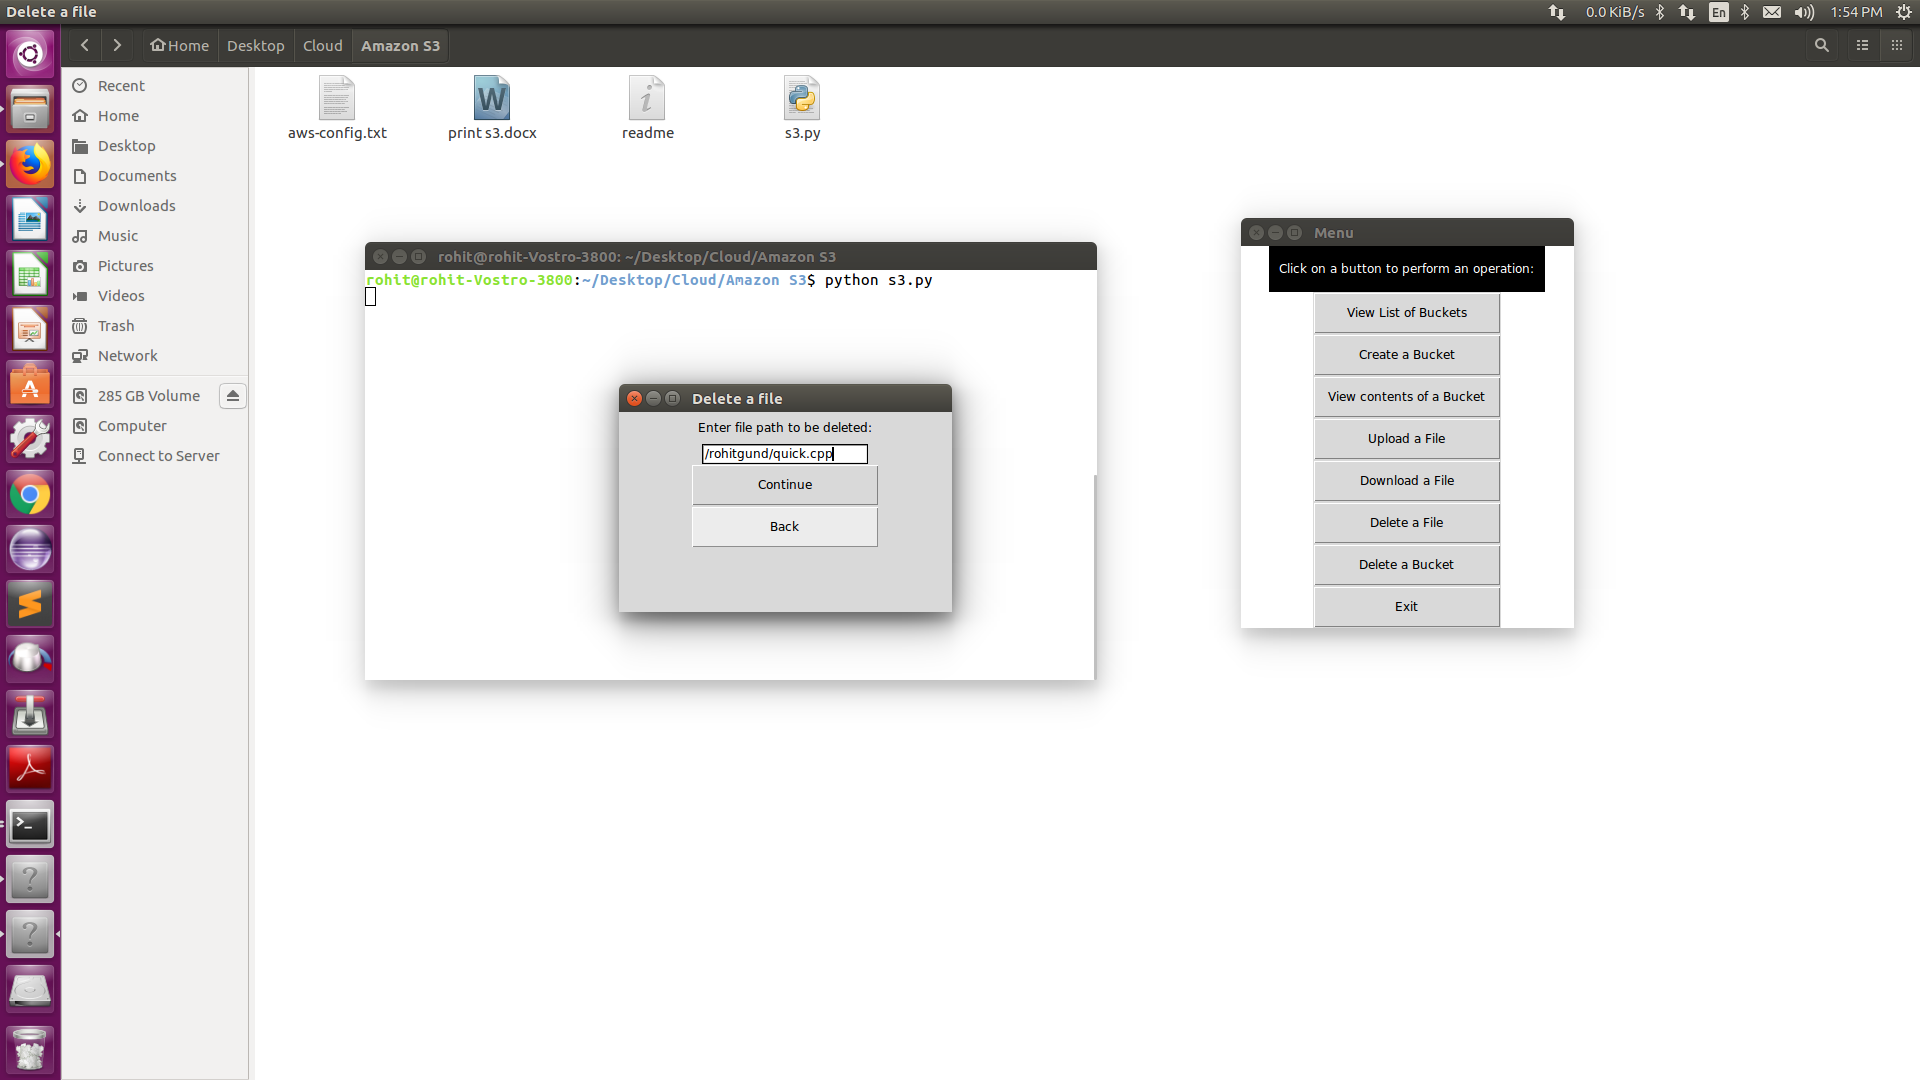 Delete a file
0.0 KiB/s
En
1:54 PM
Home
Desktop
Cloud
Amazon S3
Recent
Home
Desktop
Documents
Downloads
Music
Pictures
Videos
Trash
Network
285 GB Volume
Computer
Connect to Server
aws-config.txt
W
print s3.docx
i
readme
s3.py
rohit@rohit-Vostro-3800: ~/Desktop/Cloud/Amazon S3
rohit@rohit-Vostro-3800:~/Desktop/Cloud/Amazon S3$ python s3.py
Delete a file
Enter file path to be deleted:
/rohitgund/quick.cpp
Continue
Back
Menu
Click on a button to perform an operation:
View List of Buckets
Create a Bucket
View contents of a Bucket
Upload a File
Download a File
Delete a File
Delete a Bucket
Exit